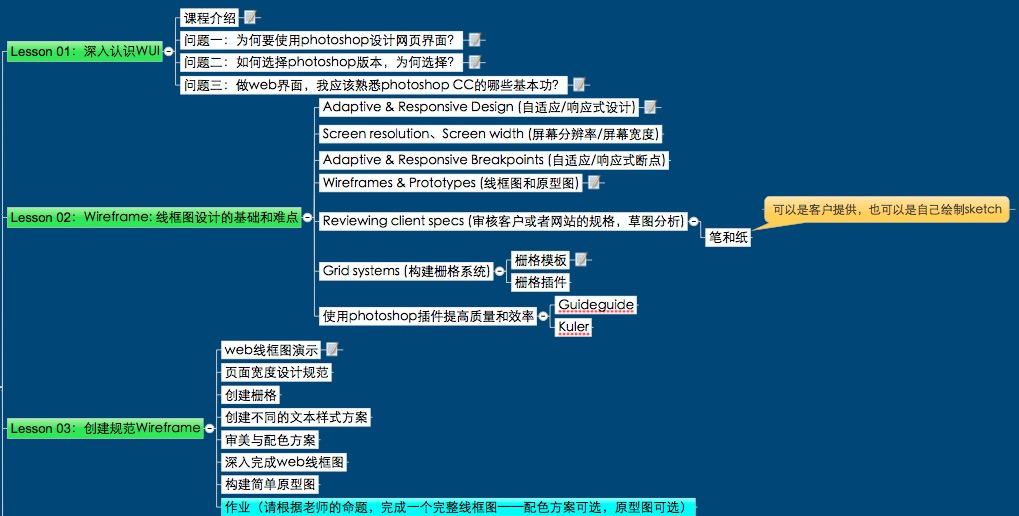 Lesson 01：深入认识WUI
课程介绍
问题一：为何要使用photoshop设计网页界面？
问题二：如何选择photoshop版本，为何选择？
问题三：做web界面，我应该熟悉photoshop CC的哪些基本功？
Lesson 02：Wireframe: 线框图设计的基础和难点
Adaptive & Responsive Design (自适应/响应式设计)
Screen resolution、Screen width (屏幕分辨率/屏幕宽度)
Adaptive & Responsive Breakpoints (自适应/响应式断点)
Wireframes & Prototypes (线框图和原型图)
Reviewing client specs (审核客户或者网站的规格，草图分析)
笔和纸
可以是客户提供，也可以是自己绘制sketch
Grid systems (构建栅格系统)
栅格模板
栅格插件
使用photoshop插件提高质量和效率
Guideguide
Kuler
Lesson 03：创建规范Wireframe
web线框图演示
页面宽度设计规范
创建栅格
创建不同的文本样式方案
审美与配色方案
深入完成web线框图
构建简单原型图
作业（请根据老师的命题，完成一个完整线框图——配色方案可选，原型图可选）